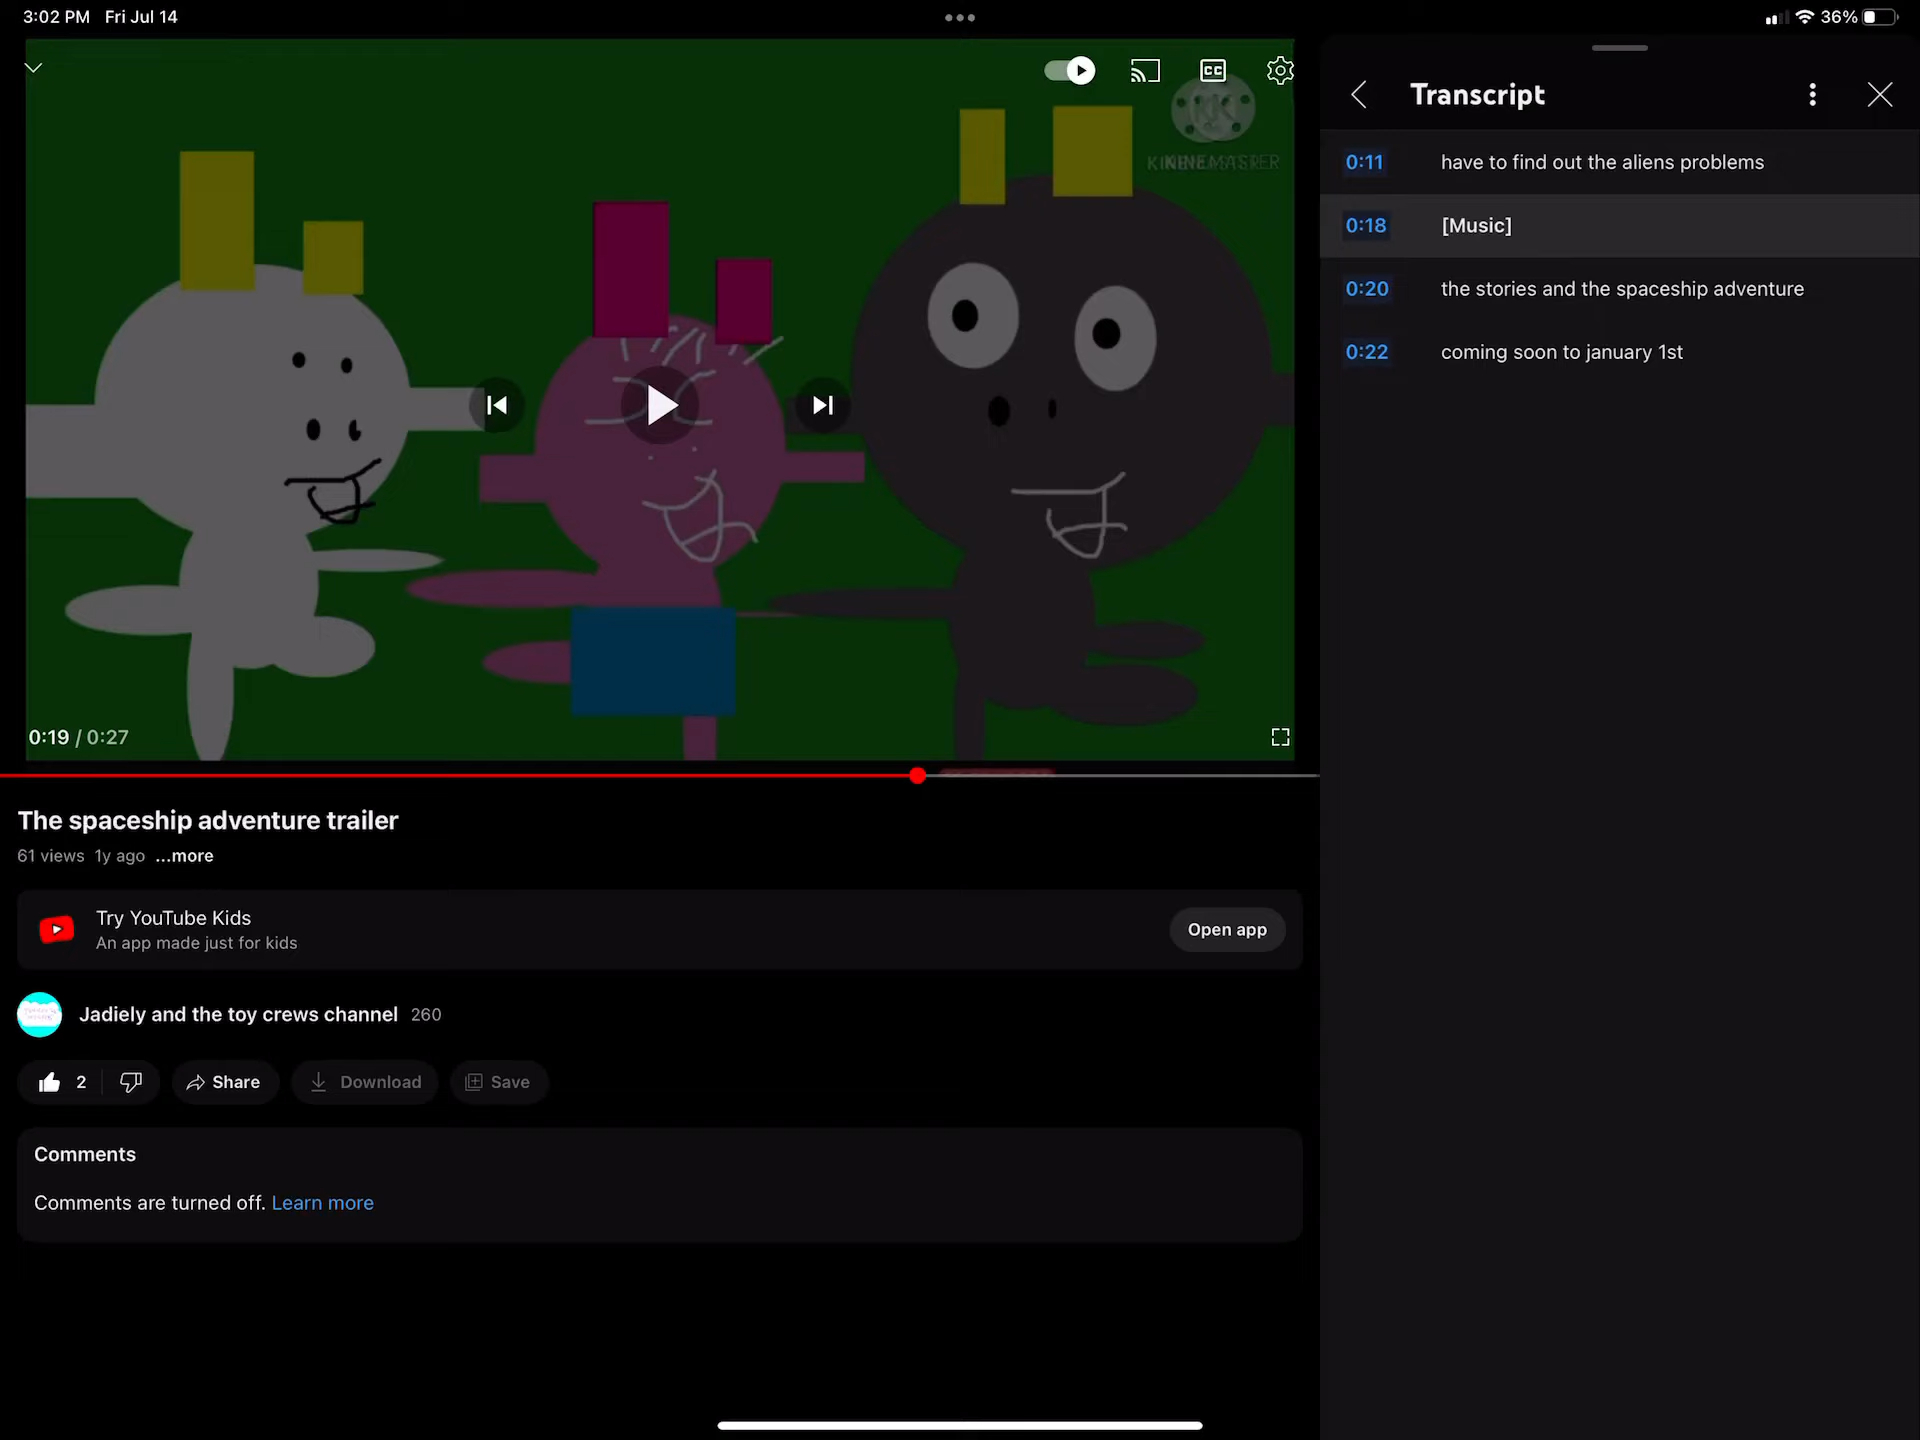 3:02 PM Fri Jul 14
36%
KINEMASTER
0:19 / 0:27
The spaceship adventure trailer
61 views 1y ago ...more
Try YouTube Kids
An app made just for kids
Open app
Jadiely and the toy crews channel 260
2
Share
Download
Save
Comments
Comments are turned off. Learn more
Transcript
0:11 have to find out the aliens problems
0:18 [Music]
0:20 the stories and the spaceship adventure
0:22 coming soon to january 1st